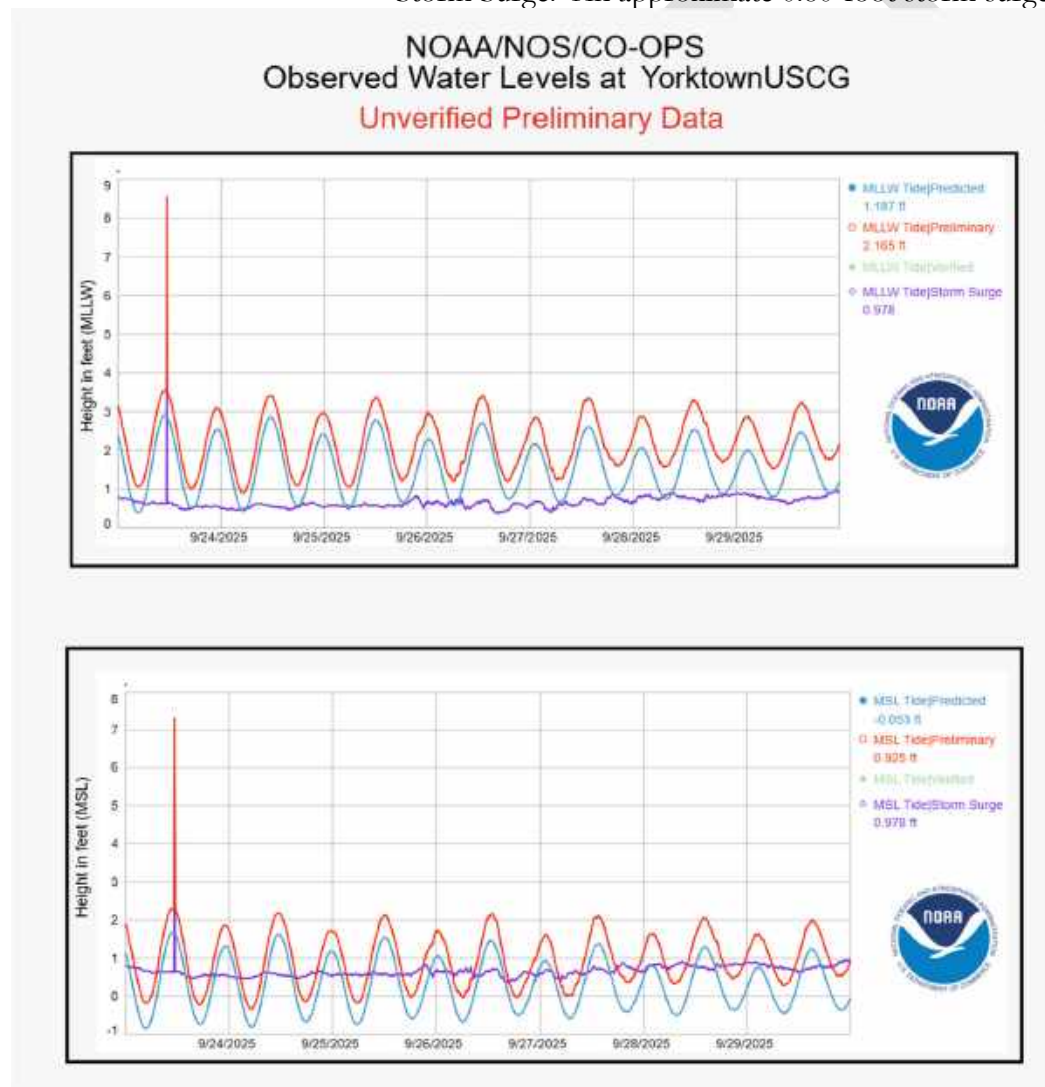 NOAA/NOS/CO-OPS
Observed Water Levels at YorktownUSCG
Unverified Preliminary Data
9
8
7
6
5
4
3
2
1
0
Height in feet (MLLW)
9/24/2025 9/25/2025 9/26/2025 9/27/2025 9/28/2025 9/29/2025
MLLW Tide|Predicted
1.187 ft
MLLW Tide|Preliminary
2.165 ft
MLLW Tide|Verified
MLLW Tide|Storm Surge
0.978
NOAA
8
7
6
5
4
3
2
1
0
-1
Height in feet (MSL)
9/24/2025 9/25/2025 9/26/2025 9/27/2025 9/28/2025 9/29/2025
MSL Tide|Predicted
-0.053 ft
MSL Tide|Preliminary
0.925 ft
MSL Tide|Verified
MSL Tide|Storm Surge
0.978 ft
NOAA